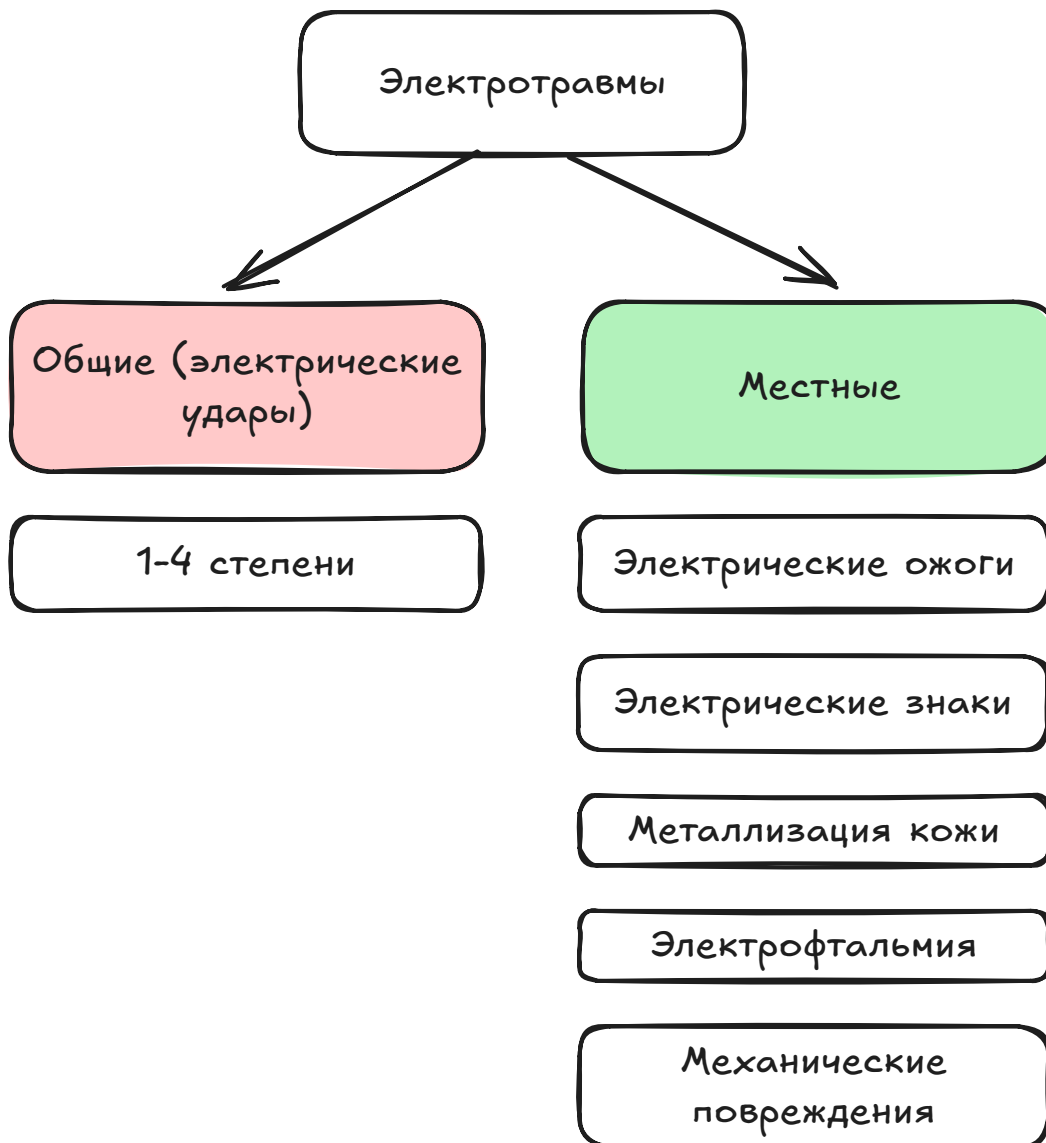 Электротравмы
Общие (электрические
удары)
Местные
1-4 степени
Электрические ожоги
Электрические знаки
Металлизация кожи
Электрофтальмия
Механические
повреждения